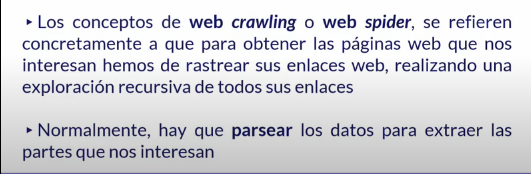 ‣ Los conceptos de web crawling o web spider, se refieren
concretamente a que para obtener las páginas web que nos
interesan hemos de rastrear sus enlaces web, realizando una
exploración recursiva de todos sus enlaces
‣ Normalmente, hay que parsear los datos para extraer las
partes que nos interesan